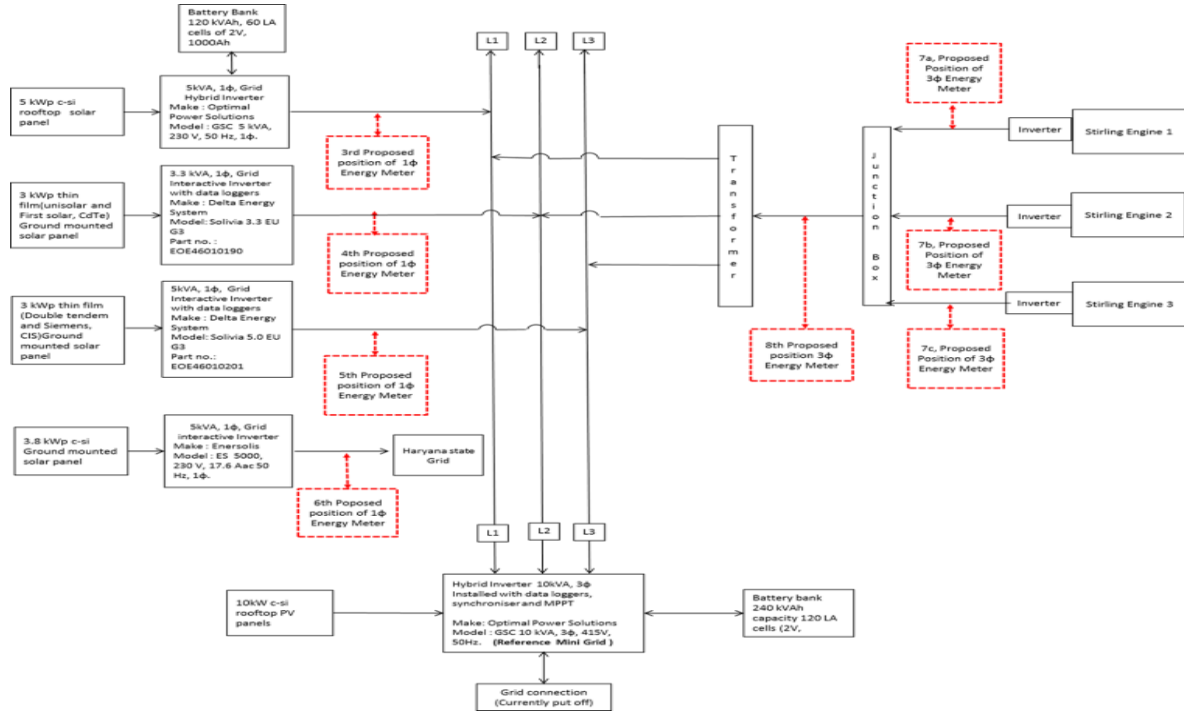 Battery Bank
120 kVAh, 60 LA
cells of 2V,
1000Ah
L1
L2
L3
5 kWp c-si
rooftop solar
panel
5kVA, 1ϕ, Grid
Hybrid Inverter
Make : Optimal
Power Solutions
Model : GSC 5 kVA,
230 V, 50 Hz, 1ϕ.
3rd Proposed
position of 1ϕ
Energy Meter
3 kWp thin
film(unisolar and
First solar, CdTe)
Ground mounted
solar panel
3.3 kVA, 1ϕ, Grid
Interactive Inverter
with data loggers
Make : Delta Energy
System
Model: Solivia 3.3 EU
G3
Part no. :
EOE46010190
4th Proposed
position of 1ϕ
Energy Meter
3 kWp thin film
(Double tendem
and Siemens,
CIS)Ground
mounted solar
panel
5kVA, 1ϕ, Grid
Interactive Inverter
with data loggers
Make : Delta Energy
System
Model: Solivia 5.0 EU
G3
Part no.:
EOE46010201
5th Proposed
position of 1ϕ
Energy Meter
3.8 kWp c-si
Ground mounted
solar panel
5kVA, 1ϕ, Grid
interactive Inverter
Make : Enersolis
Model : ES 5000,
230 V, 17.6 Aac 50
Hz, 1ϕ.
Haryana state
Grid
6th Poposed
position of 1ϕ
Energy Meter
Transformer
Junction Box
7a, Proposed
Position of
3ϕ Energy
Meter
Inverter
Stirling Engine 1
Inverter
Stirling Engine 2
7b, Proposed
Position of
3ϕ Energy
Meter
Inverter
Stirling Engine 3
8th Proposed
position 3ϕ
Energy Meter
7c, Proposed
Position of 3ϕ
Energy Meter
L1
L2
L3
10kW c-si
rooftop PV
panels
Hybrid Inverter 10kVA, 3ϕ
Installed with data loggers,
synchroniser and MPPT
Make: Optimal Power Solutions
Model : GSC 10 kVA, 3ϕ, 415V,
50Hz. (Reference Mini Grid )
Battery bank
240 kVAh
capacity 120 LA
cells (2V,
Grid connection
(Currently put off)